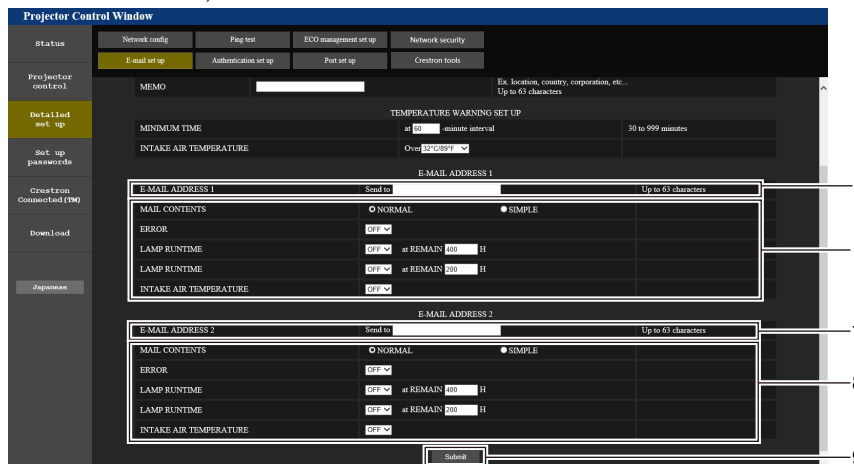 Projector Control Window
Status
Projector control
Detailed set up
Set up passwords
Crestron Connected(TM)
Download
Japanese
Network config Ping test ECO management set up Network security
E-mail set up Authentication set up Port set up Crestron tools
MEMO Ex. location, country, corporation, etc...
Up to 63 characters
TEMPERATURE WARNING SET UP
MINIMUM TIME at 60 -minute interval 30 to 999 minutes
INTAKE AIR TEMPERATURE Over 32°C/89°F
E-MAIL ADDRESS 1
E-MAIL ADDRESS 1 Send to Up to 63 characters
MAIL CONTENTS NORMAL SIMPLE
ERROR OFF
LAMP RUNTIME OFF at REMAIN 400 H
LAMP RUNTIME OFF at REMAIN 200 H
INTAKE AIR TEMPERATURE OFF
E-MAIL ADDRESS 2
E-MAIL ADDRESS 2 Send to Up to 63 characters
MAIL CONTENTS NORMAL SIMPLE
ERROR OFF
LAMP RUNTIME OFF at REMAIN 400 H
LAMP RUNTIME OFF at REMAIN 200 H
INTAKE AIR TEMPERATURE OFF
Submit